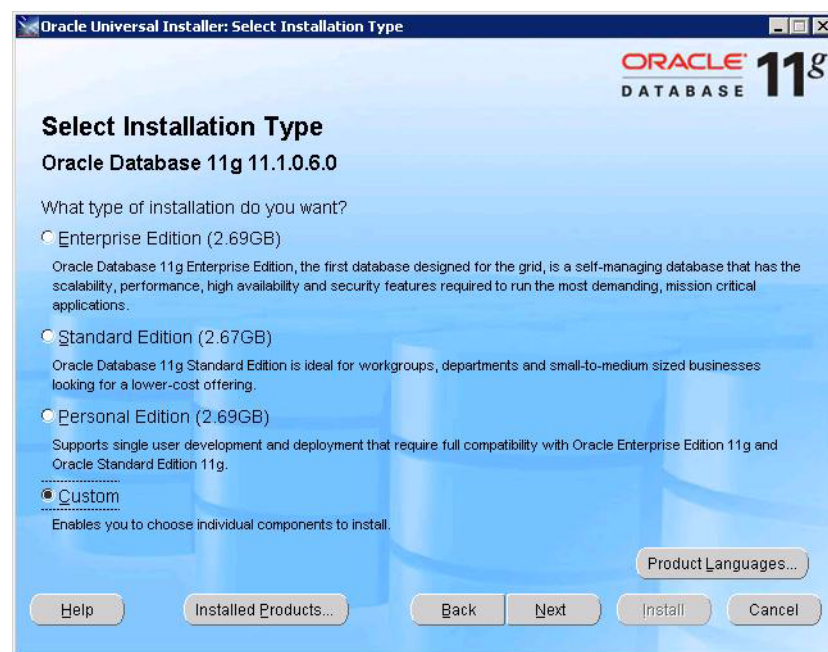 Oracle Universal Installer: Select Installation Type
ORACLE 11g
DATABASE
Select Installation Type
Oracle Database 11g 11.1.0.6.0
What type of installation do you want?
Enterprise Edition (2.69GB)
Oracle Database 11g Enterprise Edition, the first database designed for the grid, is a self-managing database that has the
scalability, performance, high availability and security features required to run the most demanding, mission critical
applications.
Standard Edition (2.67GB)
Oracle Database 11g Standard Edition is ideal for workgroups, departments and small-to-medium sized businesses
looking for a lower-cost offering.
Personal Edition (2.69GB)
Supports single user development and deployment that require full compatibility with Oracle Enterprise Edition 11g and
Oracle Standard Edition 11g.
Custom
Enables you to choose individual components to install.
Product Languages...
Help Installed Products... Back Next Install Cancel